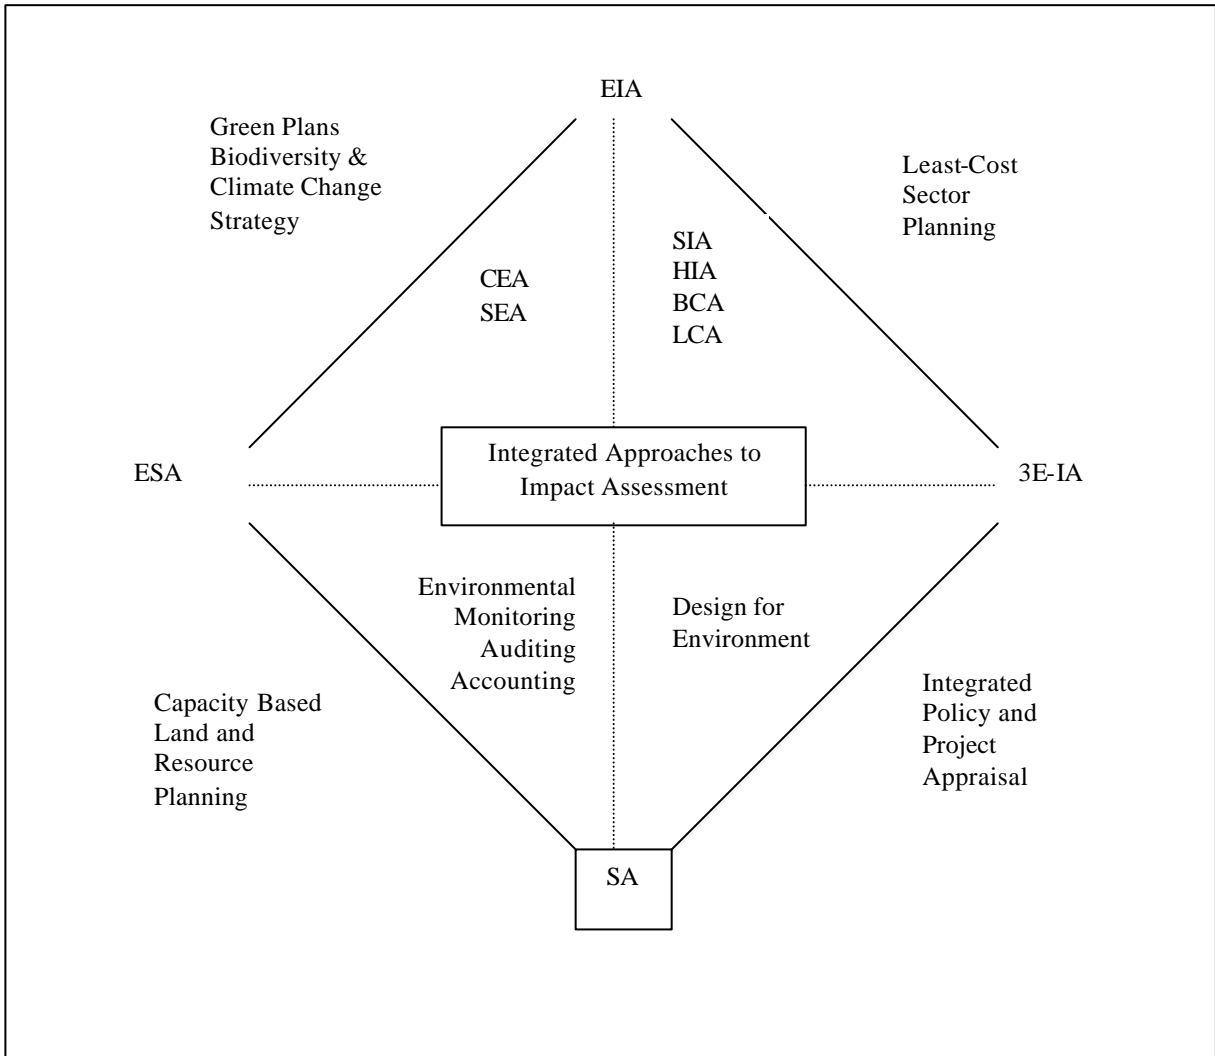 EIA
Green Plans
Biodiversity &
Climate Change
Strategy
Least-Cost
Sector
Planning
CEA
SEA
SIA
HIA
BCA
LCA
ESA
Integrated Approaches to
Impact Assessment
3E-IA
Environmental
Monitoring
Auditing
Accounting
Design for
Environment
Capacity Based
Land and
Resource
Planning
Integrated
Policy and
Project
Appraisal
SA